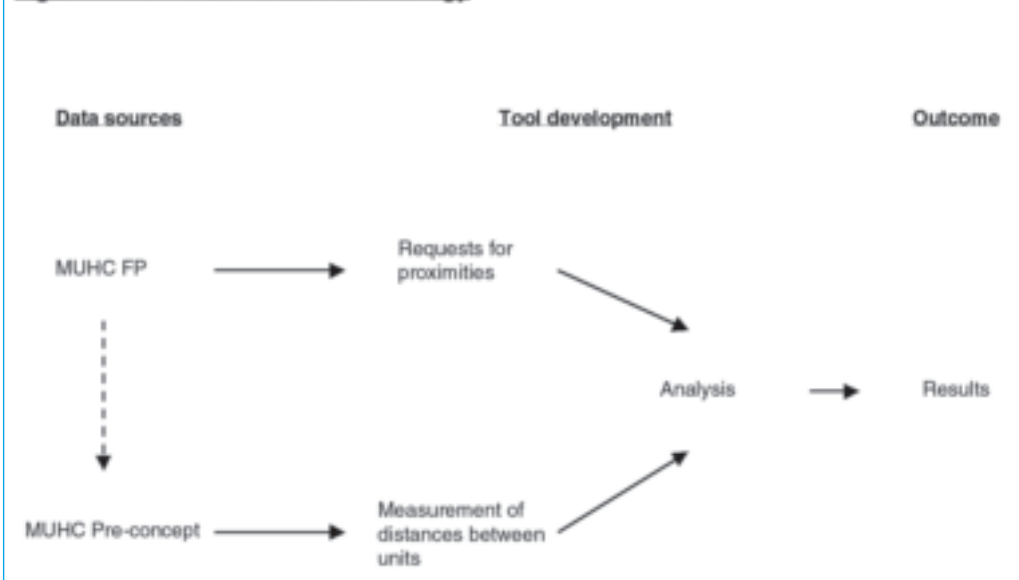 Data sources
Tool development
Outcome
MUHC FP
Requests for
proximities
Analysis
Results
MUHC Pre-concept
Measurement of
distances between
units